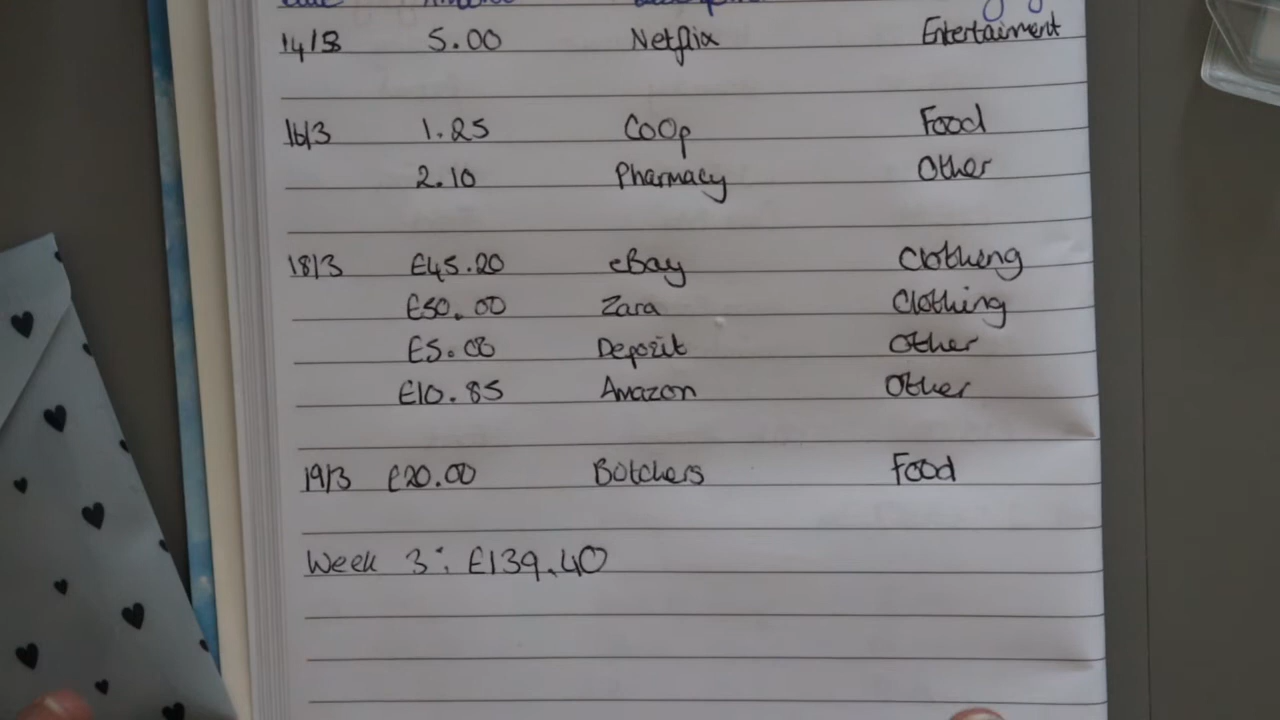 14/3 5.00 Netflix Entertainment
16/3 1.25 CoOp Food
2.10 Pharmacy Other
18/3 £45.20 eBay Clothing
£50.00 Zara Clothing
£5.00 Deposit Other
£10.85 Amazon Other
19/3 £20.00 Butchers Food
Week 3: £139.40